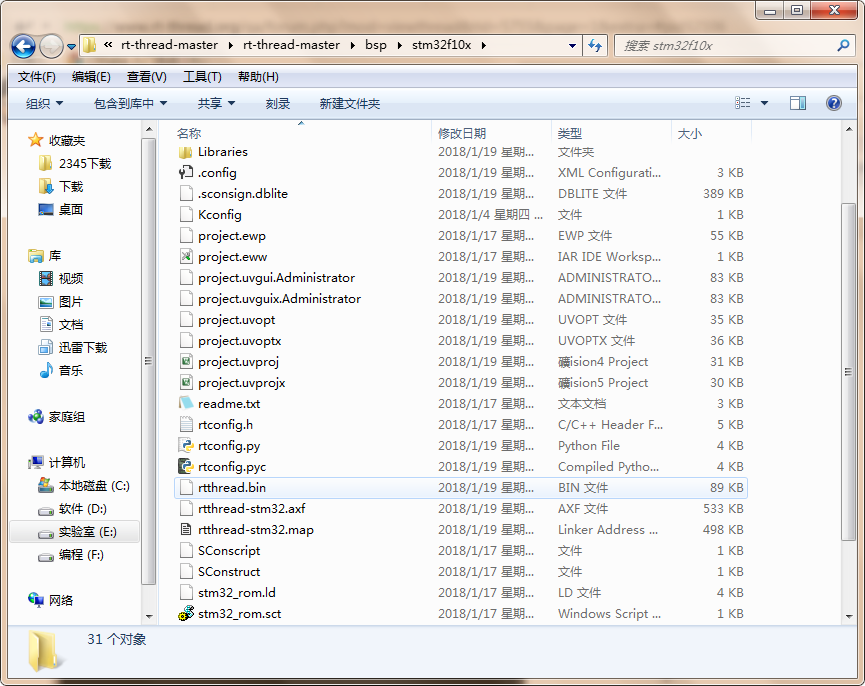 « rt-thread-master ▸ rt-thread-master ▸ bsp ▸ stm32f10x ▸ 搜索 stm32f10x
文件(F) 编辑(E) 查看(V) 工具(T) 帮助(H)
组织 包含到库中 共享 刻录 新建文件夹
收藏夹
2345下载
下载
桌面
库
视频
图片
文档
迅雷下载
音乐
家庭组
计算机
本地磁盘 (C:)
软件 (D:)
实验室 (E:)
编程 (F:)
网络
名称 修改日期 类型 大小
Libraries 2018/1/19 星期... 文件夹
.config 2018/1/19 星期... XML Configurati... 3 KB
.sconsign.dblite 2018/1/19 星期... DBLITE 文件 389 KB
Kconfig 2018/1/4 星期四 ... 文件 1 KB
project.ewp 2018/1/17 星期... EWP 文件 55 KB
project.eww 2018/1/19 星期... IAR IDE Worksp... 1 KB
project.uvgui.Administrator 2018/1/19 星期... ADMINISTRATO... 83 KB
project.uvguix.Administrator 2018/1/19 星期... ADMINISTRATO... 83 KB
project.uvopt 2018/1/19 星期... UVOPT 文件 35 KB
project.uvoptx 2018/1/19 星期... UVOPTX 文件 36 KB
project.uvproj 2018/1/19 星期... 礦ision4 Project 31 KB
project.uvprojx 2018/1/19 星期... 礦ision5 Project 30 KB
readme.txt 2018/1/17 星期... 文本文档 3 KB
rtconfig.h 2018/1/17 星期... C/C++ Header F... 5 KB
rtconfig.py 2018/1/19 星期... Python File 4 KB
rtconfig.pyc 2018/1/19 星期... Compiled Pytho... 4 KB
rtthread.bin 2018/1/19 星期... BIN 文件 89 KB
rtthread-stm32.axf 2018/1/19 星期... AXF 文件 533 KB
rtthread-stm32.map 2018/1/19 星期... Linker Address ... 498 KB
SConscript 2018/1/17 星期... 文件 1 KB
SConstruct 2018/1/17 星期... 文件 1 KB
stm32_rom.ld 2018/1/17 星期... LD 文件 4 KB
stm32_rom.sct 2018/1/17 星期... Windows Script ... 1 KB
31 个对象